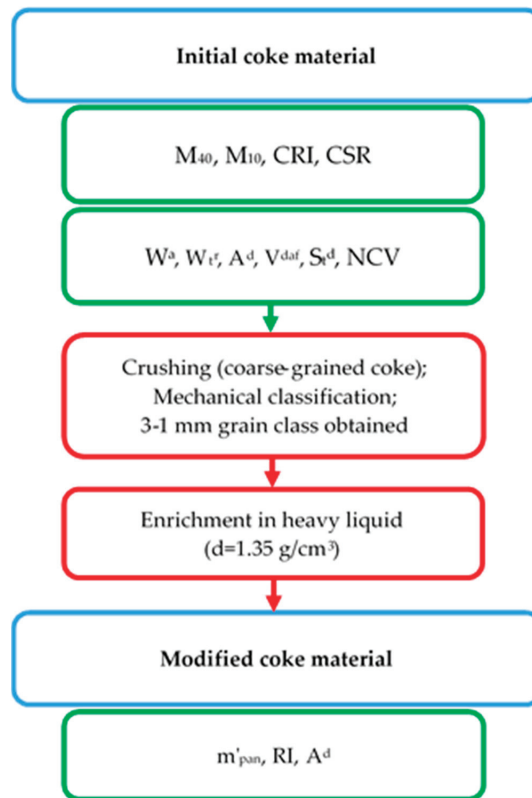 Initial coke material
M₄₀, M₁₀, CRI, CSR
Wᵃ, Wₜʳ, Aᵈ, Vᵈᵃᶠ, Sₜᵈ, NCV
Crushing (coarse-grained coke);
Mechanical classification;
3-1 mm grain class obtained
Enrichment in heavy liquid
(d=1.35 g/cm³)
Modified coke material
m'ₚₐₙ, RI, Aᵈ